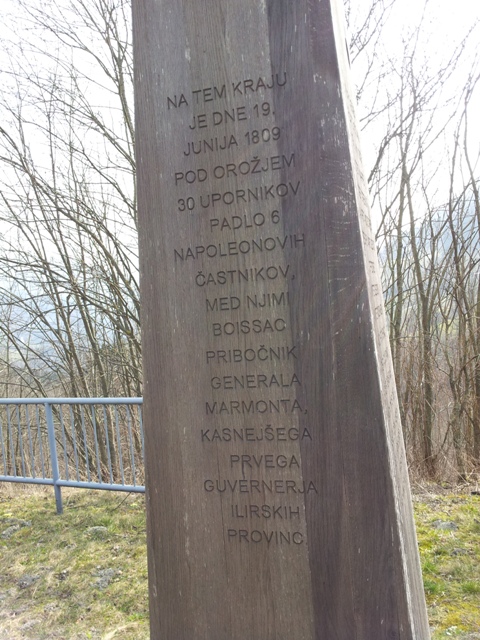 NA TEM KRAJU
JE DNE 19.
JUNIJA 1809
POD OROŽJEM
30 UPORNIKOV
PADLO 6
NAPOLEONOVIH
ČASTNIKOV,
MED NJIMI
BOISSAC
PRIBOČNIK
GENERALA
MARMONTA,
KASNEJŠEGA
PRVEGA
GUVERNERJA
ILIRSKIH
PROVINC.